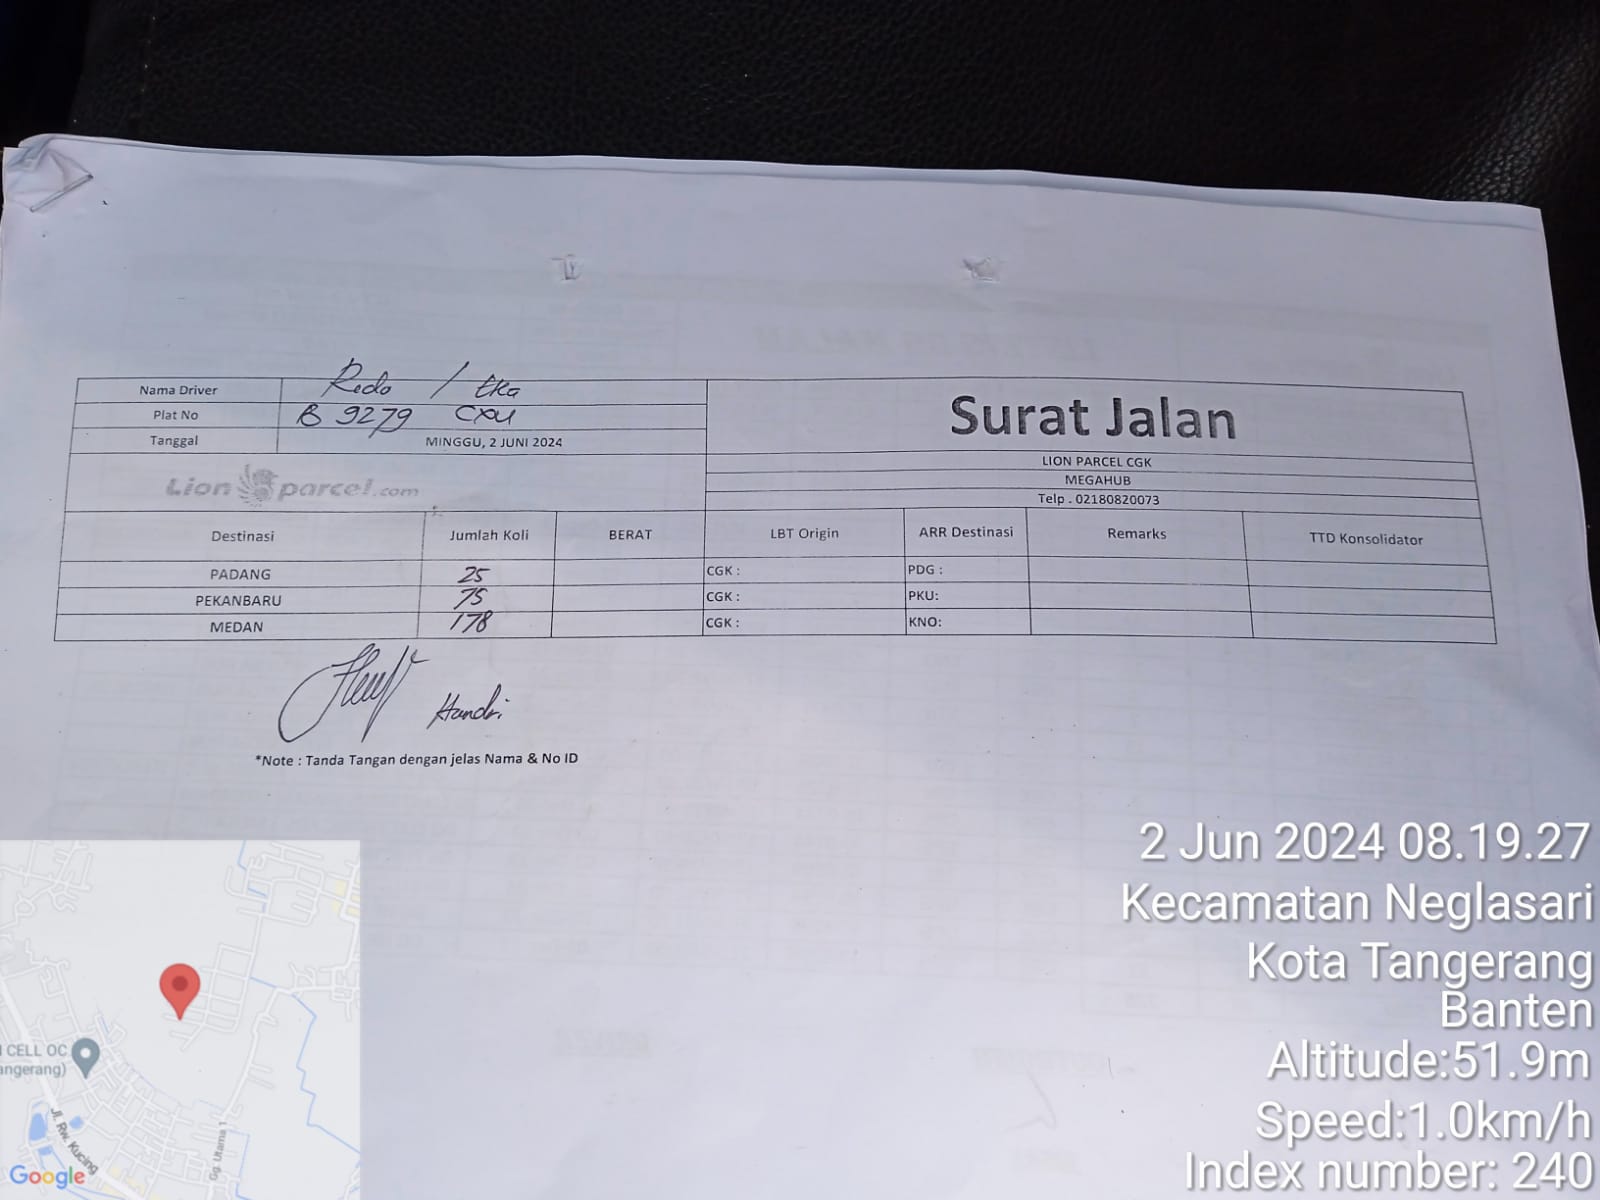 Nama Driver Redo / Eka
Plat No B 9279 CXU
Tanggal MINGGU, 2 JUNI 2024
Surat Jalan
LION PARCEL CGK
MEGAHUB
Telp . 02180820073
Lion parcel.com
Destinasi Jumlah Koli BERAT LBT Origin ARR Destinasi Remarks TTD Konsolidator
PADANG 25 CGK : PDG :
PEKANBARU 75 CGK : PKU:
MEDAN 178 CGK : KNO:
Handri
*Note : Tanda Tangan dengan jelas Nama & No ID
2 Jun 2024 08.19.27
Kecamatan Neglasari
Kota Tangerang
Banten
Altitude:51.9m
Speed:1.0km/h
Index number: 240
CELL OC
angerang)
Jl. Rw. Kucing
Gg. Utama 1
Google